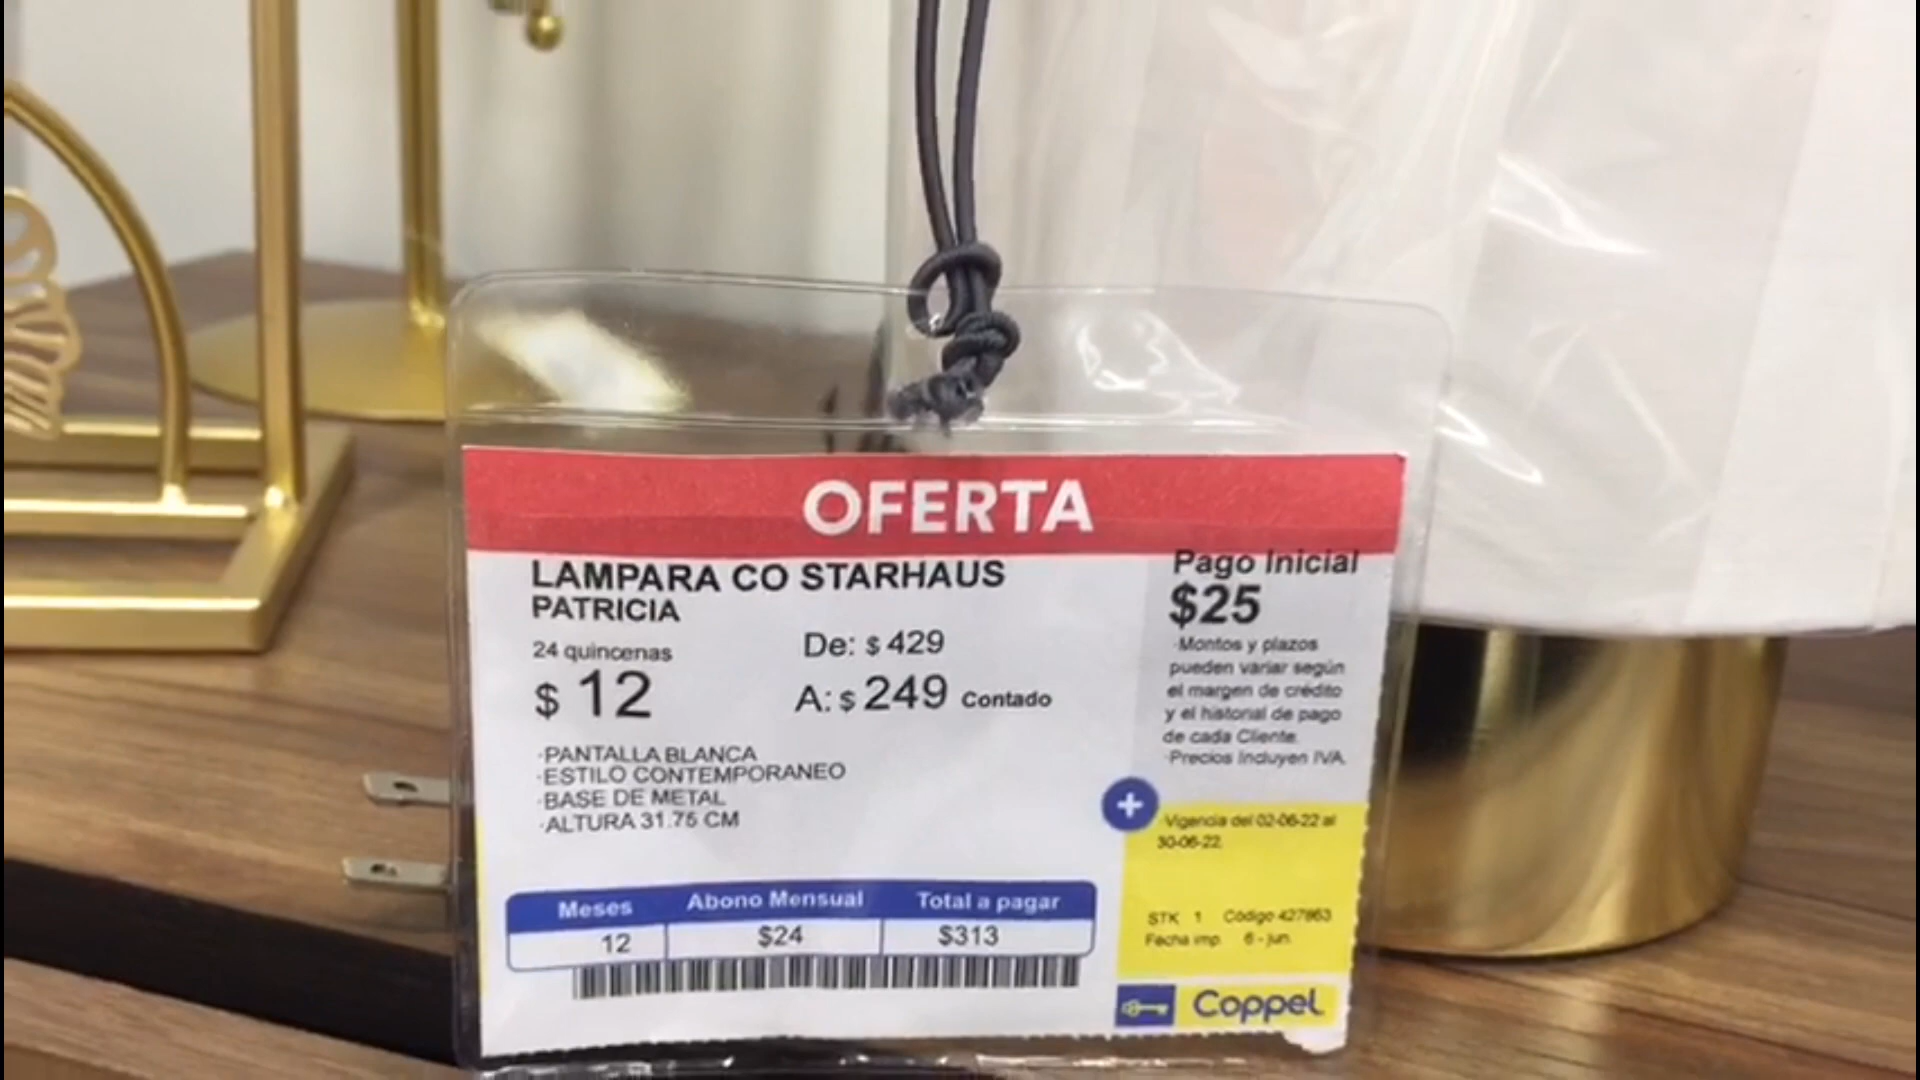 OFERTA
LAMPARA CO STARHAUS
PATRICIA
24 quincenas
$ 12
De: $ 429
A: $ 249 Contado
·PANTALLA BLANCA
·ESTILO CONTEMPORANEO
·BASE DE METAL
·ALTURA 31.75 CM
Pago Inicial
$25
·Montos y plazos
pueden variar según
el margen de crédito
y el historial de pago
de cada Cliente.
·Precios Incluyen IVA.
+
·Vigencia del 02-06-22 al
30-06-22.
STK 1 Código 427863
Fecha imp. 6 - jun.
Meses Abono Mensual Total a pagar
12 $24 $313
Coppel